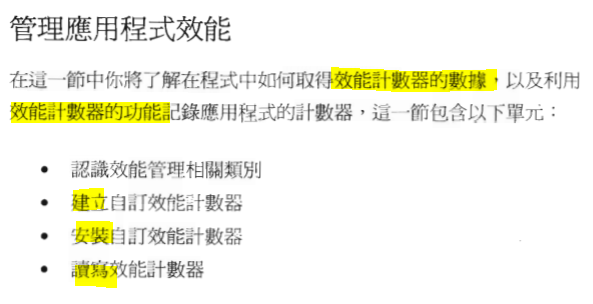 管理應用程式效能
在這一節中你將了解在程式中如何取得效能計數器的數據，以及利用
效能計數器的功能記錄應用程式的計數器，這一節包含以下單元：
• 認識效能管理相關類別
• 建立自訂效能計數器
• 安裝自訂效能計數器
• 讀寫效能計數器